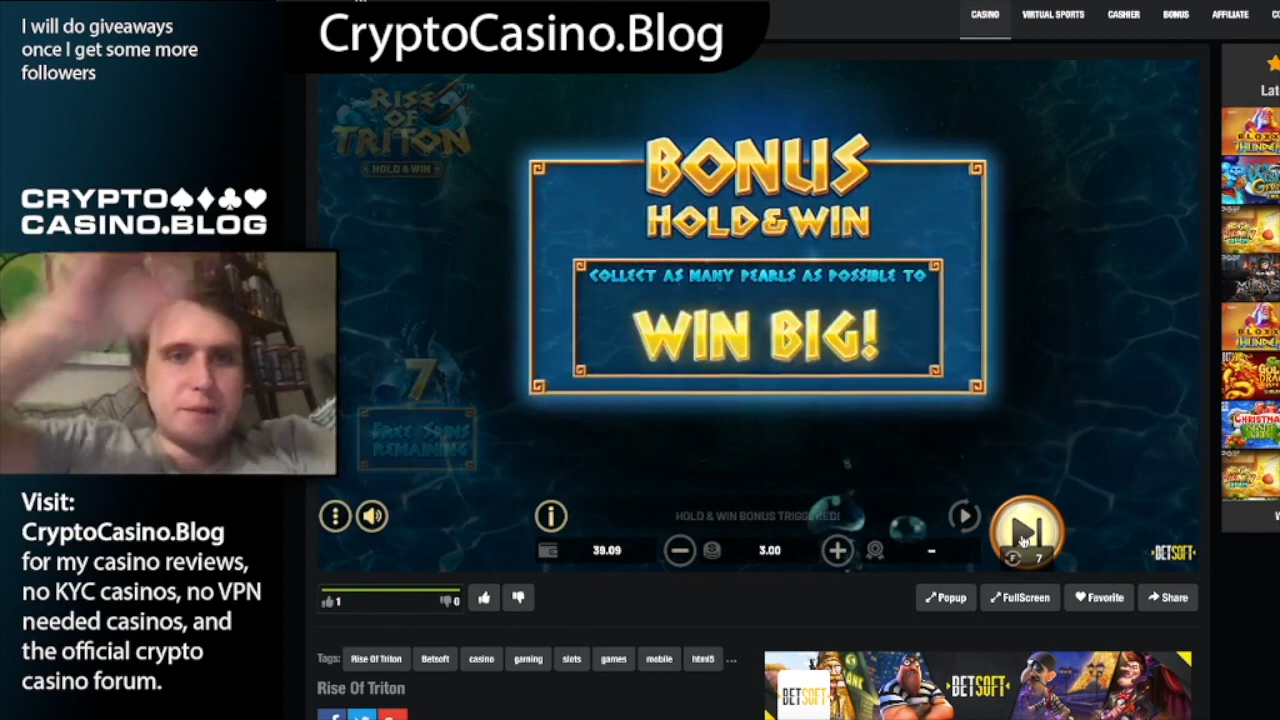 I will do giveaways
once I get some more
followers
CryptoCasino.Blog
CASINO
VIRTUAL SPORTS
CASHIER
BONUS
AFFILIATE
CRYPTO
CASINO.BLOG
RISE
OF
TRITON
HOLD & WIN
BONUS
HOLD&WIN
COLLECT AS MANY PEARLS AS POSSIBLE TO
WIN BIG!
7
FREE SPINS
REMAINING
HOLD & WIN BONUS TRIGGERED!
39.09
3.00
-
F 7
BETSOFT
Visit:
CryptoCasino.Blog
for my casino reviews,
no KYC casinos, no VPN
needed casinos, and
the official crypto
casino forum.
1
0
Popup
FullScreen
Favorite
Share
Tags:
Rise Of Triton
Betsoft
casino
gaming
slots
games
mobile
html5
...
Rise Of Triton
BETSOFT
BETSOFT